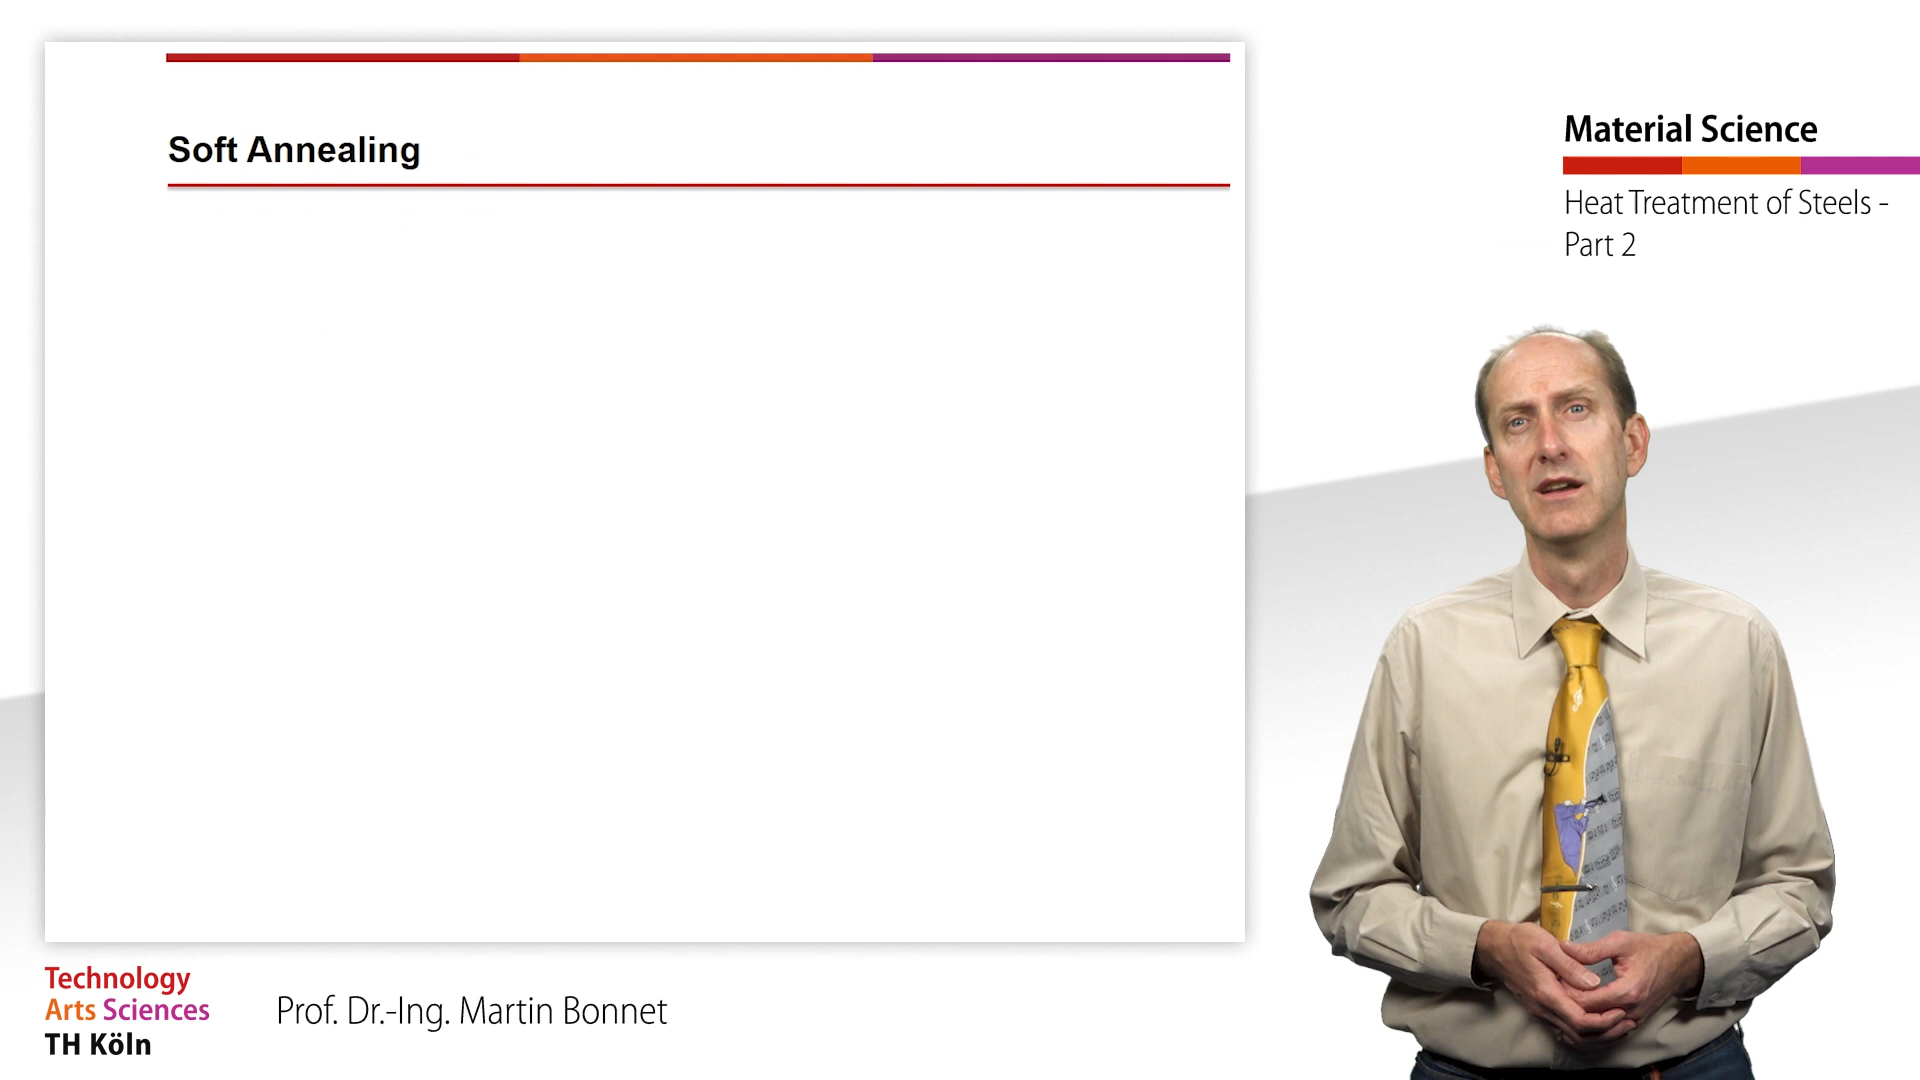 Soft Annealing
Material Science
Heat Treatment of Steels -
Part 2
Technology
Arts Sciences
TH Köln
Prof. Dr.-Ing. Martin Bonnet